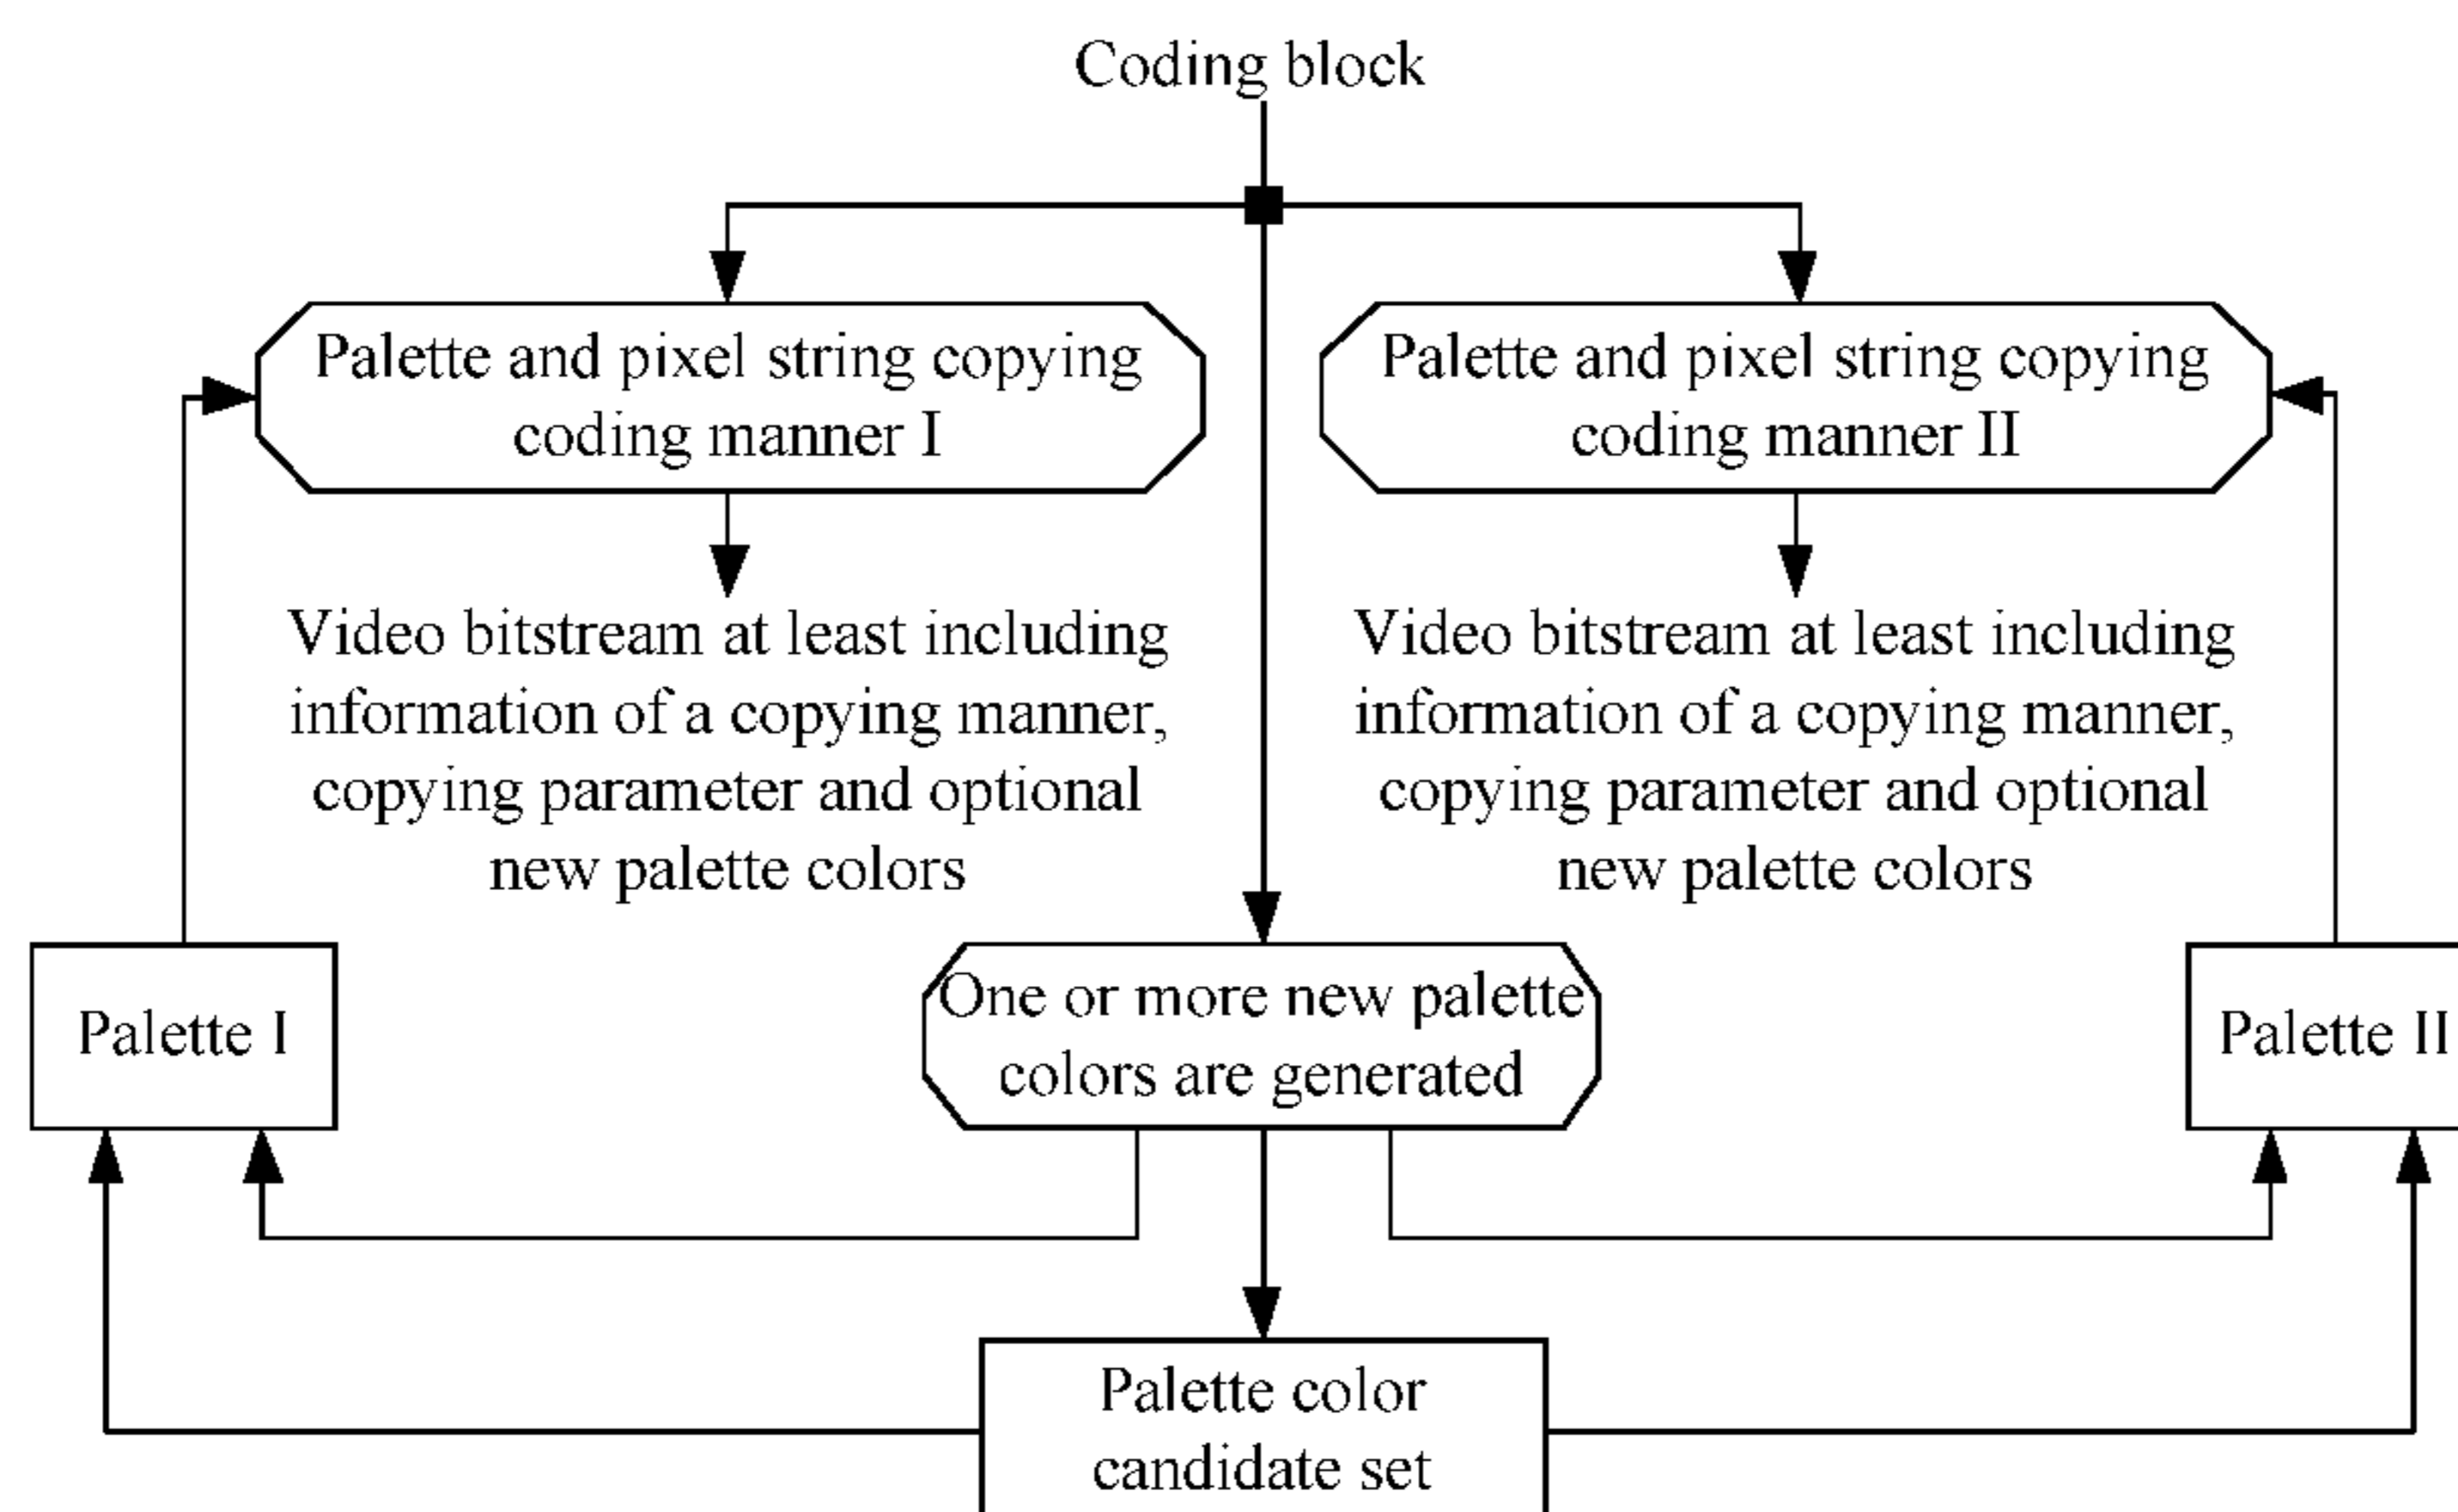 Coding block
Palette and pixel string copying
coding manner I
Palette and pixel string copying
coding manner II
Video bitstream at least including
information of a copying manner,
copying parameter and optional
new palette colors
Video bitstream at least including
information of a copying manner,
copying parameter and optional
new palette colors
Palette I
One or more new palette
colors are generated
Palette II
Palette color
candidate set